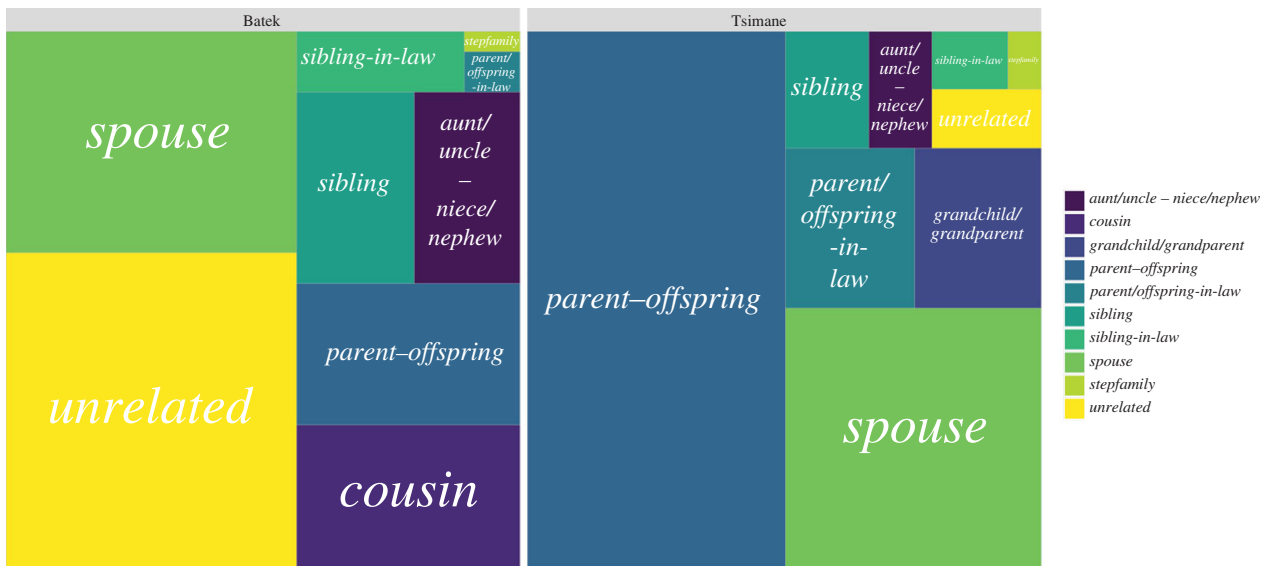 Batek
spouse
sibling-in-law
stepfamily
parent/
offspring
-in-law
sibling
aunt/
uncle
–
niece/
nephew
unrelated
parent–offspring
cousin
Tsimane
parent–offspring
sibling
aunt/
uncle
–
niece/
nephew
sibling-in-law
stepfamily
unrelated
parent/
offspring
-in-
law
grandchild/
grandparent
spouse
aunt/uncle – niece/nephew
cousin
grandchild/grandparent
parent–offspring
parent/offspring-in-law
sibling
sibling-in-law
spouse
stepfamily
unrelated